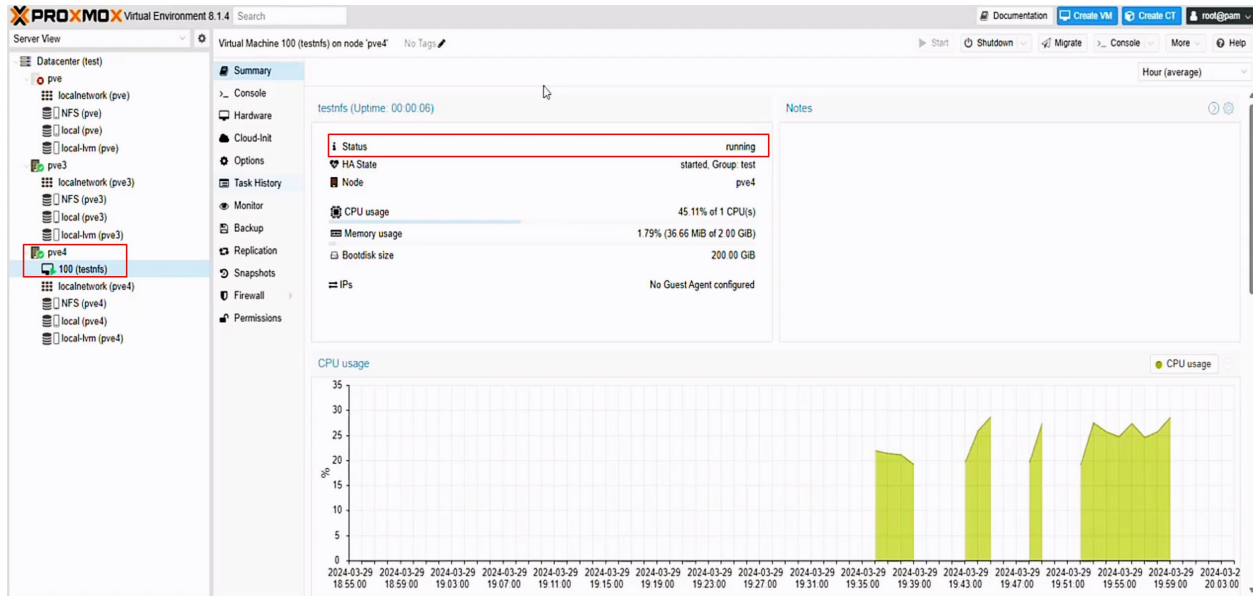 PROXMOX Virtual Environment 8.1.4 Search Documentation Create VM Create CT root@pam
Server View
Datacenter (test)
pve
localnetwork (pve)
NFS (pve)
local (pve)
local-lvm (pve)
pve3
localnetwork (pve3)
NFS (pve3)
local (pve3)
local-lvm (pve3)
pve4
100 (testnfs)
localnetwork (pve4)
NFS (pve4)
local (pve4)
local-lvm (pve4)
Virtual Machine 100 (testnfs) on node 'pve4' No Tags Start Shutdown Migrate Console More Help
Summary
Console
Hardware
Cloud-Init
Options
Task History
Monitor
Backup
Replication
Snapshots
Firewall
Permissions
Hour (average)
testnfs (Uptime: 00:00:06)
Status running
HA State started, Group: test
Node pve4
CPU usage 45.11% of 1 CPU(s)
Memory usage 1.79% (36.66 MiB of 2.00 GiB)
Bootdisk size 200.00 GiB
IPs No Guest Agent configured
Notes
CPU usage
CPU usage
35
30
25
20
15
10
5
0
%
2024-03-29 2024-03-29 2024-03-29 2024-03-29 2024-03-29 2024-03-29 2024-03-29 2024-03-29 2024-03-29 2024-03-29 2024-03-29 2024-03-29 2024-03-29 2024-03-29 2024-03-29 2024-03-29 2024-03-29 2024-03-2
18:55:00 18:59:00 19:03:00 19:07:00 19:11:00 19:15:00 19:19:00 19:23:00 19:27:00 19:31:00 19:35:00 19:39:00 19:43:00 19:47:00 19:51:00 19:55:00 19:59:00 20:03:00